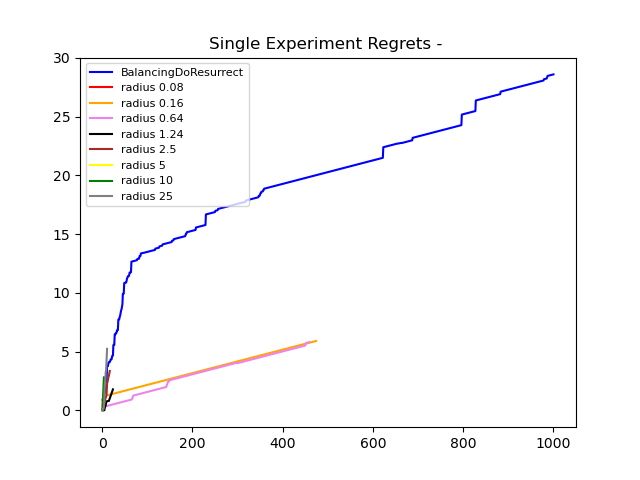 Single Experiment Regrets -
30
25
20
15
10
5
0
BalancingDoResurrect
radius 0.08
radius 0.16
radius 0.64
radius 1.24
radius 2.5
radius 5
radius 10
radius 25
0 200 400 600 800 1000